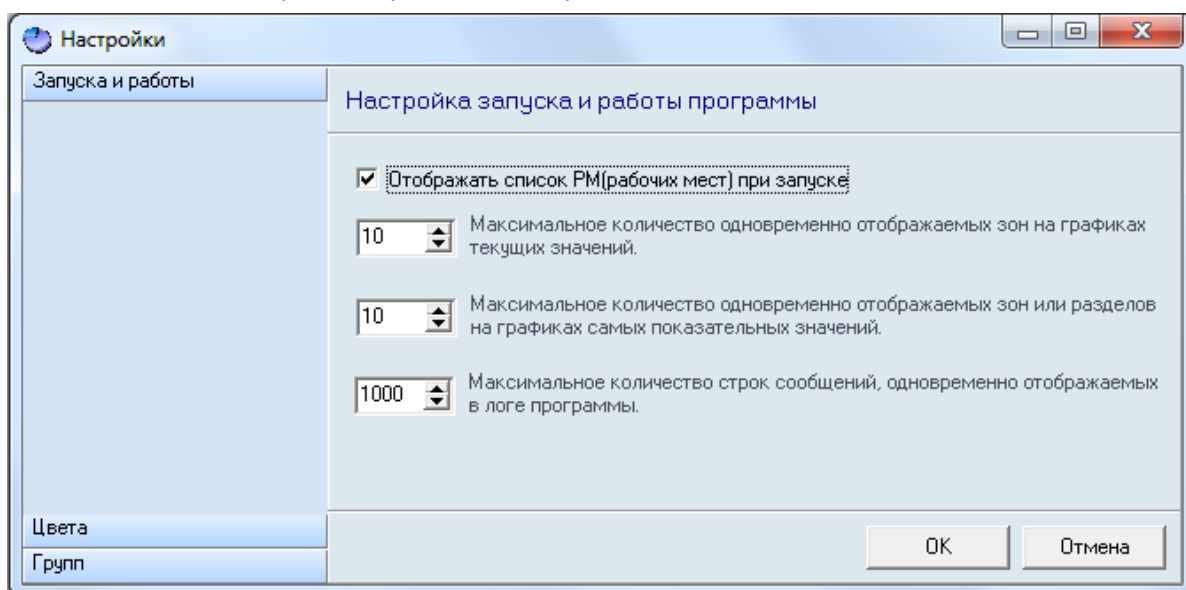 Настройки
Запуска и работы
Настройка запуска и работы программы
Отображать список РМ(рабочих мест) при запуске
10
Максимальное количество одновременно отображаемых зон на графиках
текущих значений.
10
Максимальное количество одновременно отображаемых зон или разделов
на графиках самых показательных значений.
1000
Максимальное количество строк сообщений, одновременно отображаемых
в логе программы.
Цвета
Групп
OK
Отмена